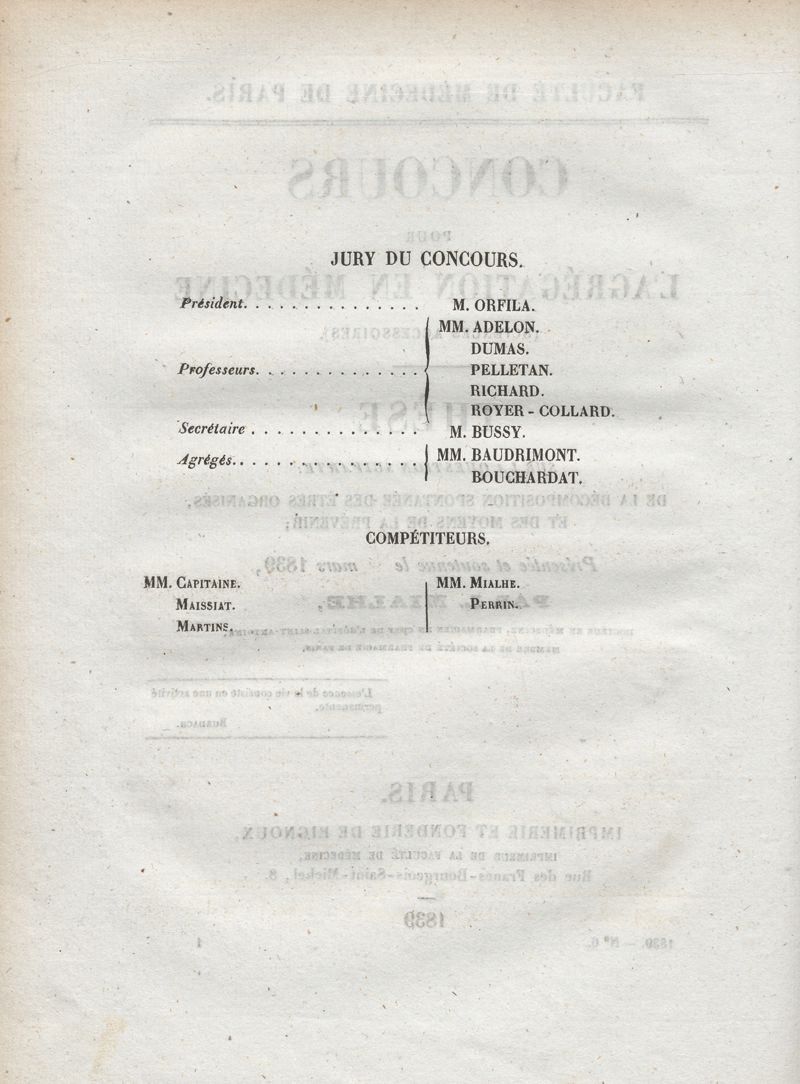 JURY DU CONCOURS.
Président. . . . . . . . . . . . . . . M. ORFILA.
MM. ADELON.
DUMAS.
Professeurs. . . . . . . . . . . . . . PELLETAN.
RICHARD.
ROYER-COLLARD.
Secrétaire . . . . . . . . . . . . . . M. BUSSY.
Agrégés. . . . . . . . . . . . . . . . MM. BAUDRIMONT.
BOUCHARDAT.
COMPÉTITEURS.
MM. CAPITAINE. MM. MIALHE.
MAISSIAT. PERRIN.
MARTINS.